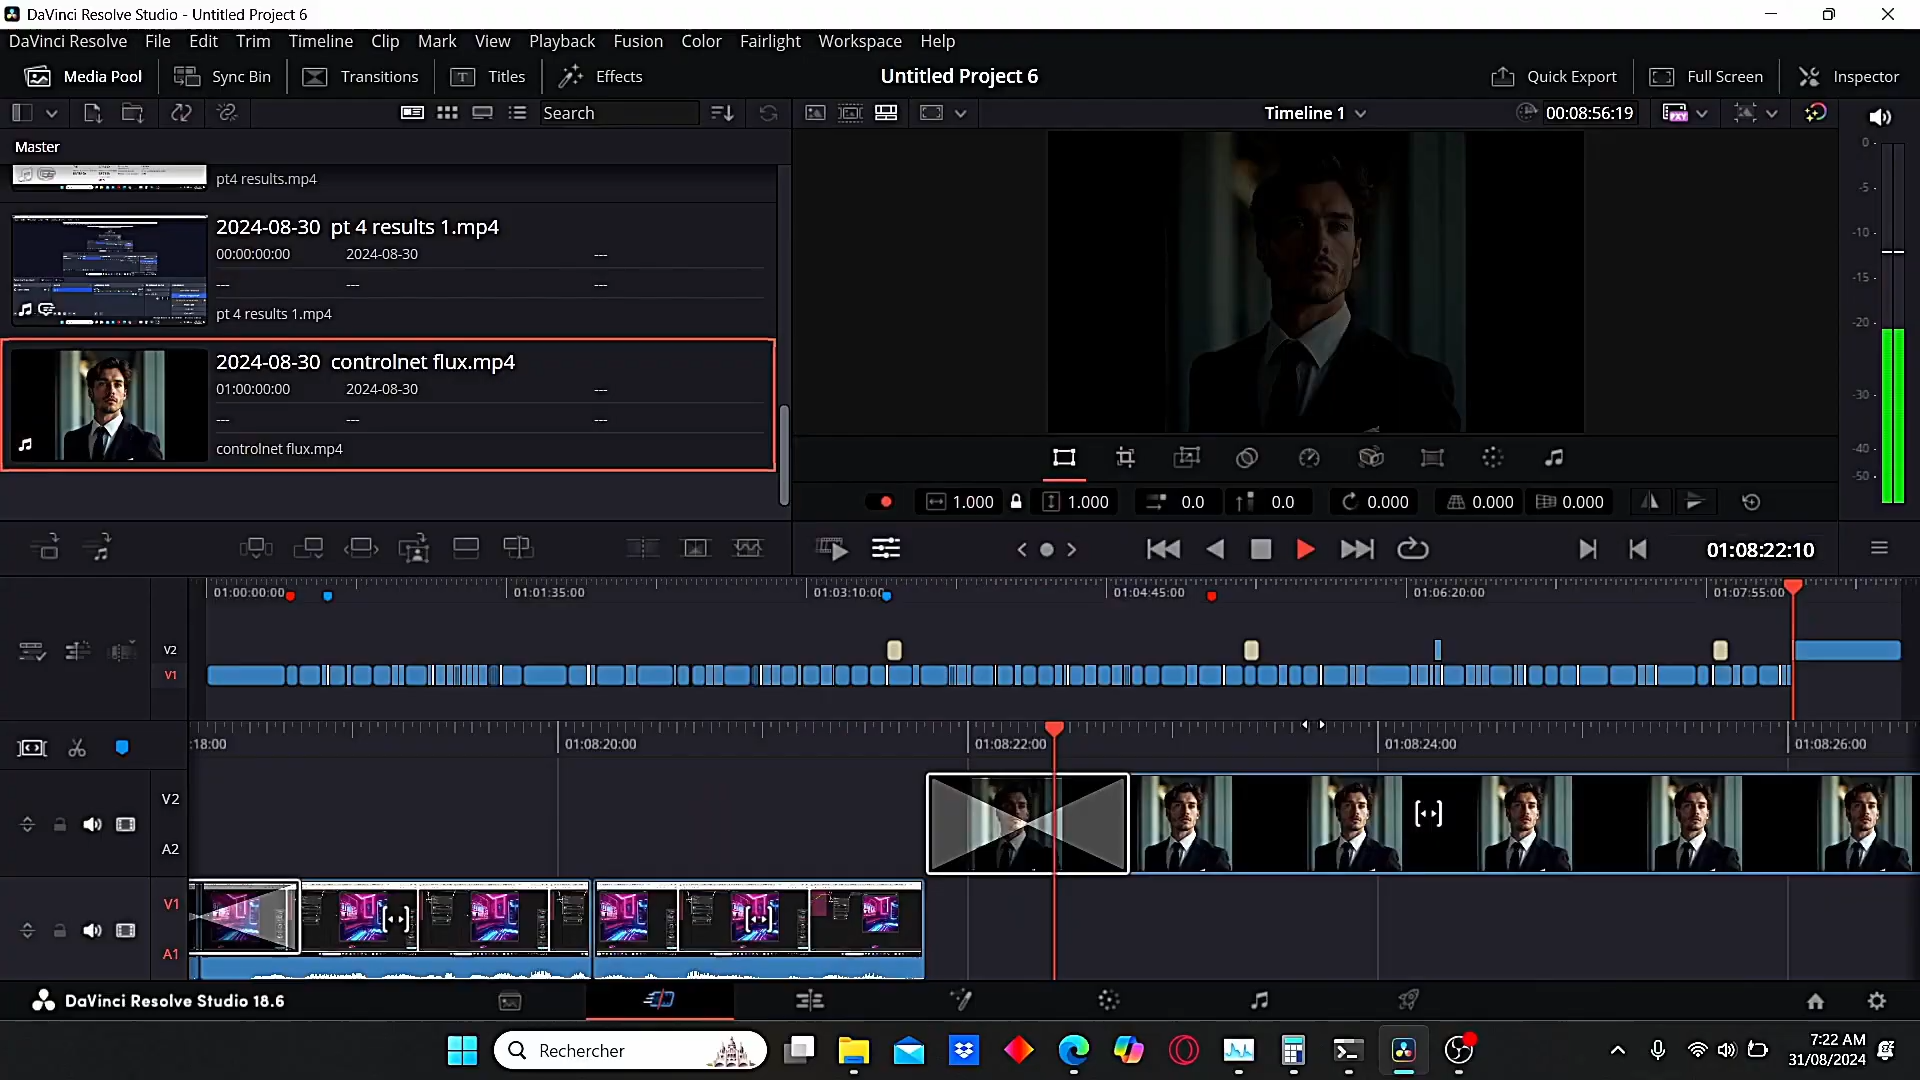 DaVinci Resolve Studio - Untitled Project 6
DaVinci Resolve File Edit Trim Timeline Clip Mark View Playback Fusion Color Fairlight Workspace Help
Media Pool Sync Bin Transitions Titles Effects Untitled Project 6 Quick Export Full Screen Inspector
Search Timeline 1 00:08:56:19
Master
pt4 results.mp4
2024-08-30 pt 4 results 1.mp4
00:00:00:00 2024-08-30 ---
--- --- ---
pt 4 results 1.mp4
2024-08-30 controlnet flux.mp4
01:00:00:00 2024-08-30 ---
--- --- ---
controlnet flux.mp4
0
-5
-10
-15
-20
-30
-40
-50
1.000 1.000 0.0 0.0 0.000 0.000 0.000
01:08:22:10
01:00:00:00 01:01:35:00 01:03:10:00 01:04:45:00 01:06:20:00 01:07:55:00
V2
V1
:18:00 01:08:20:00 01:08:22:00 01:08:24:00 01:08:26:00
V2
A2
V1
A1
DaVinci Resolve Studio 18.6
Rechercher
7:22 AM
31/08/2024